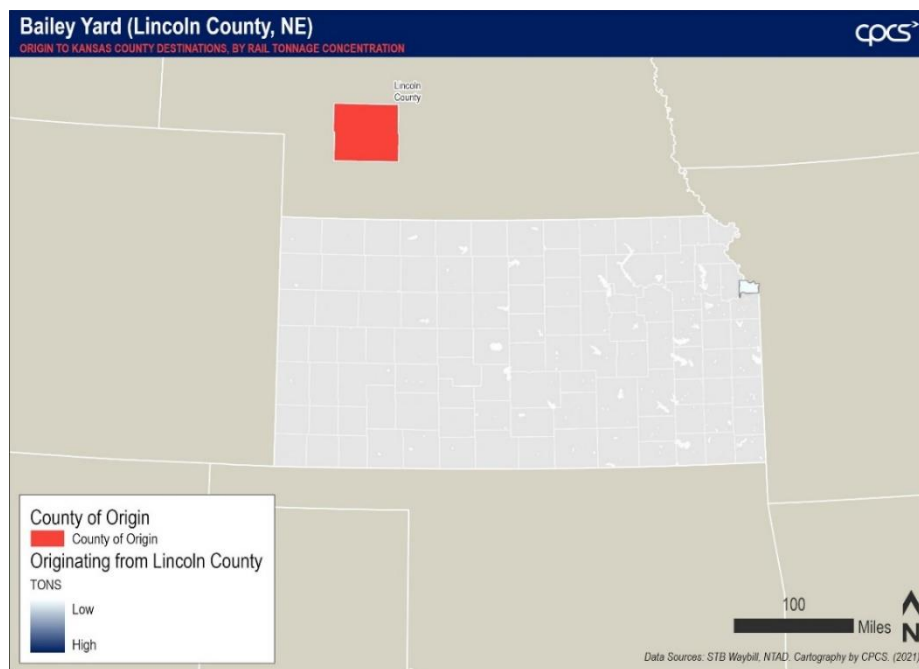 Bailey Yard (Lincoln County, NE)
ORIGIN TO KANSAS COUNTY DESTINATIONS, BY RAIL TONNAGE CONCENTRATION
cpcs
Lincoln
County
County of Origin
County of Origin
Originating from Lincoln County
TONS
Low
High
100
Miles
N
Data Sources: STB Waybill, NTAD. Cartography by CPCS. (2021)